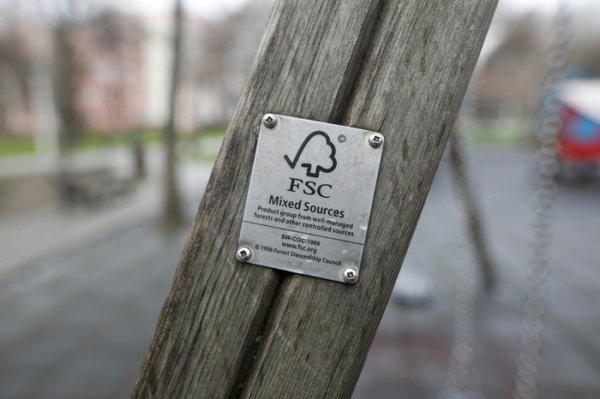 ©
FSC
Mixed Sources
Product group from well-managed
forests and other controlled sources
SW-COC-1069
www.fsc.org
© 1996 Forest Stewardship Council